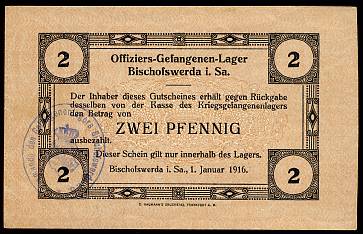 2 2
Offiziers-Gefangenen-Lager
Bischofswerda i. Sa.
Der Inhaber dieses Gutscheines erhält gegen Rückgabe
desselben von der Kasse des Kriegsgefangenenlagers
den Betrag von
ZWEI PFENNIG
ausbezahlt.
Dieser Schein gilt nur innerhalb des Lagers.
Bischofswerda i. Sa., 1. Januar 1916.
2 2